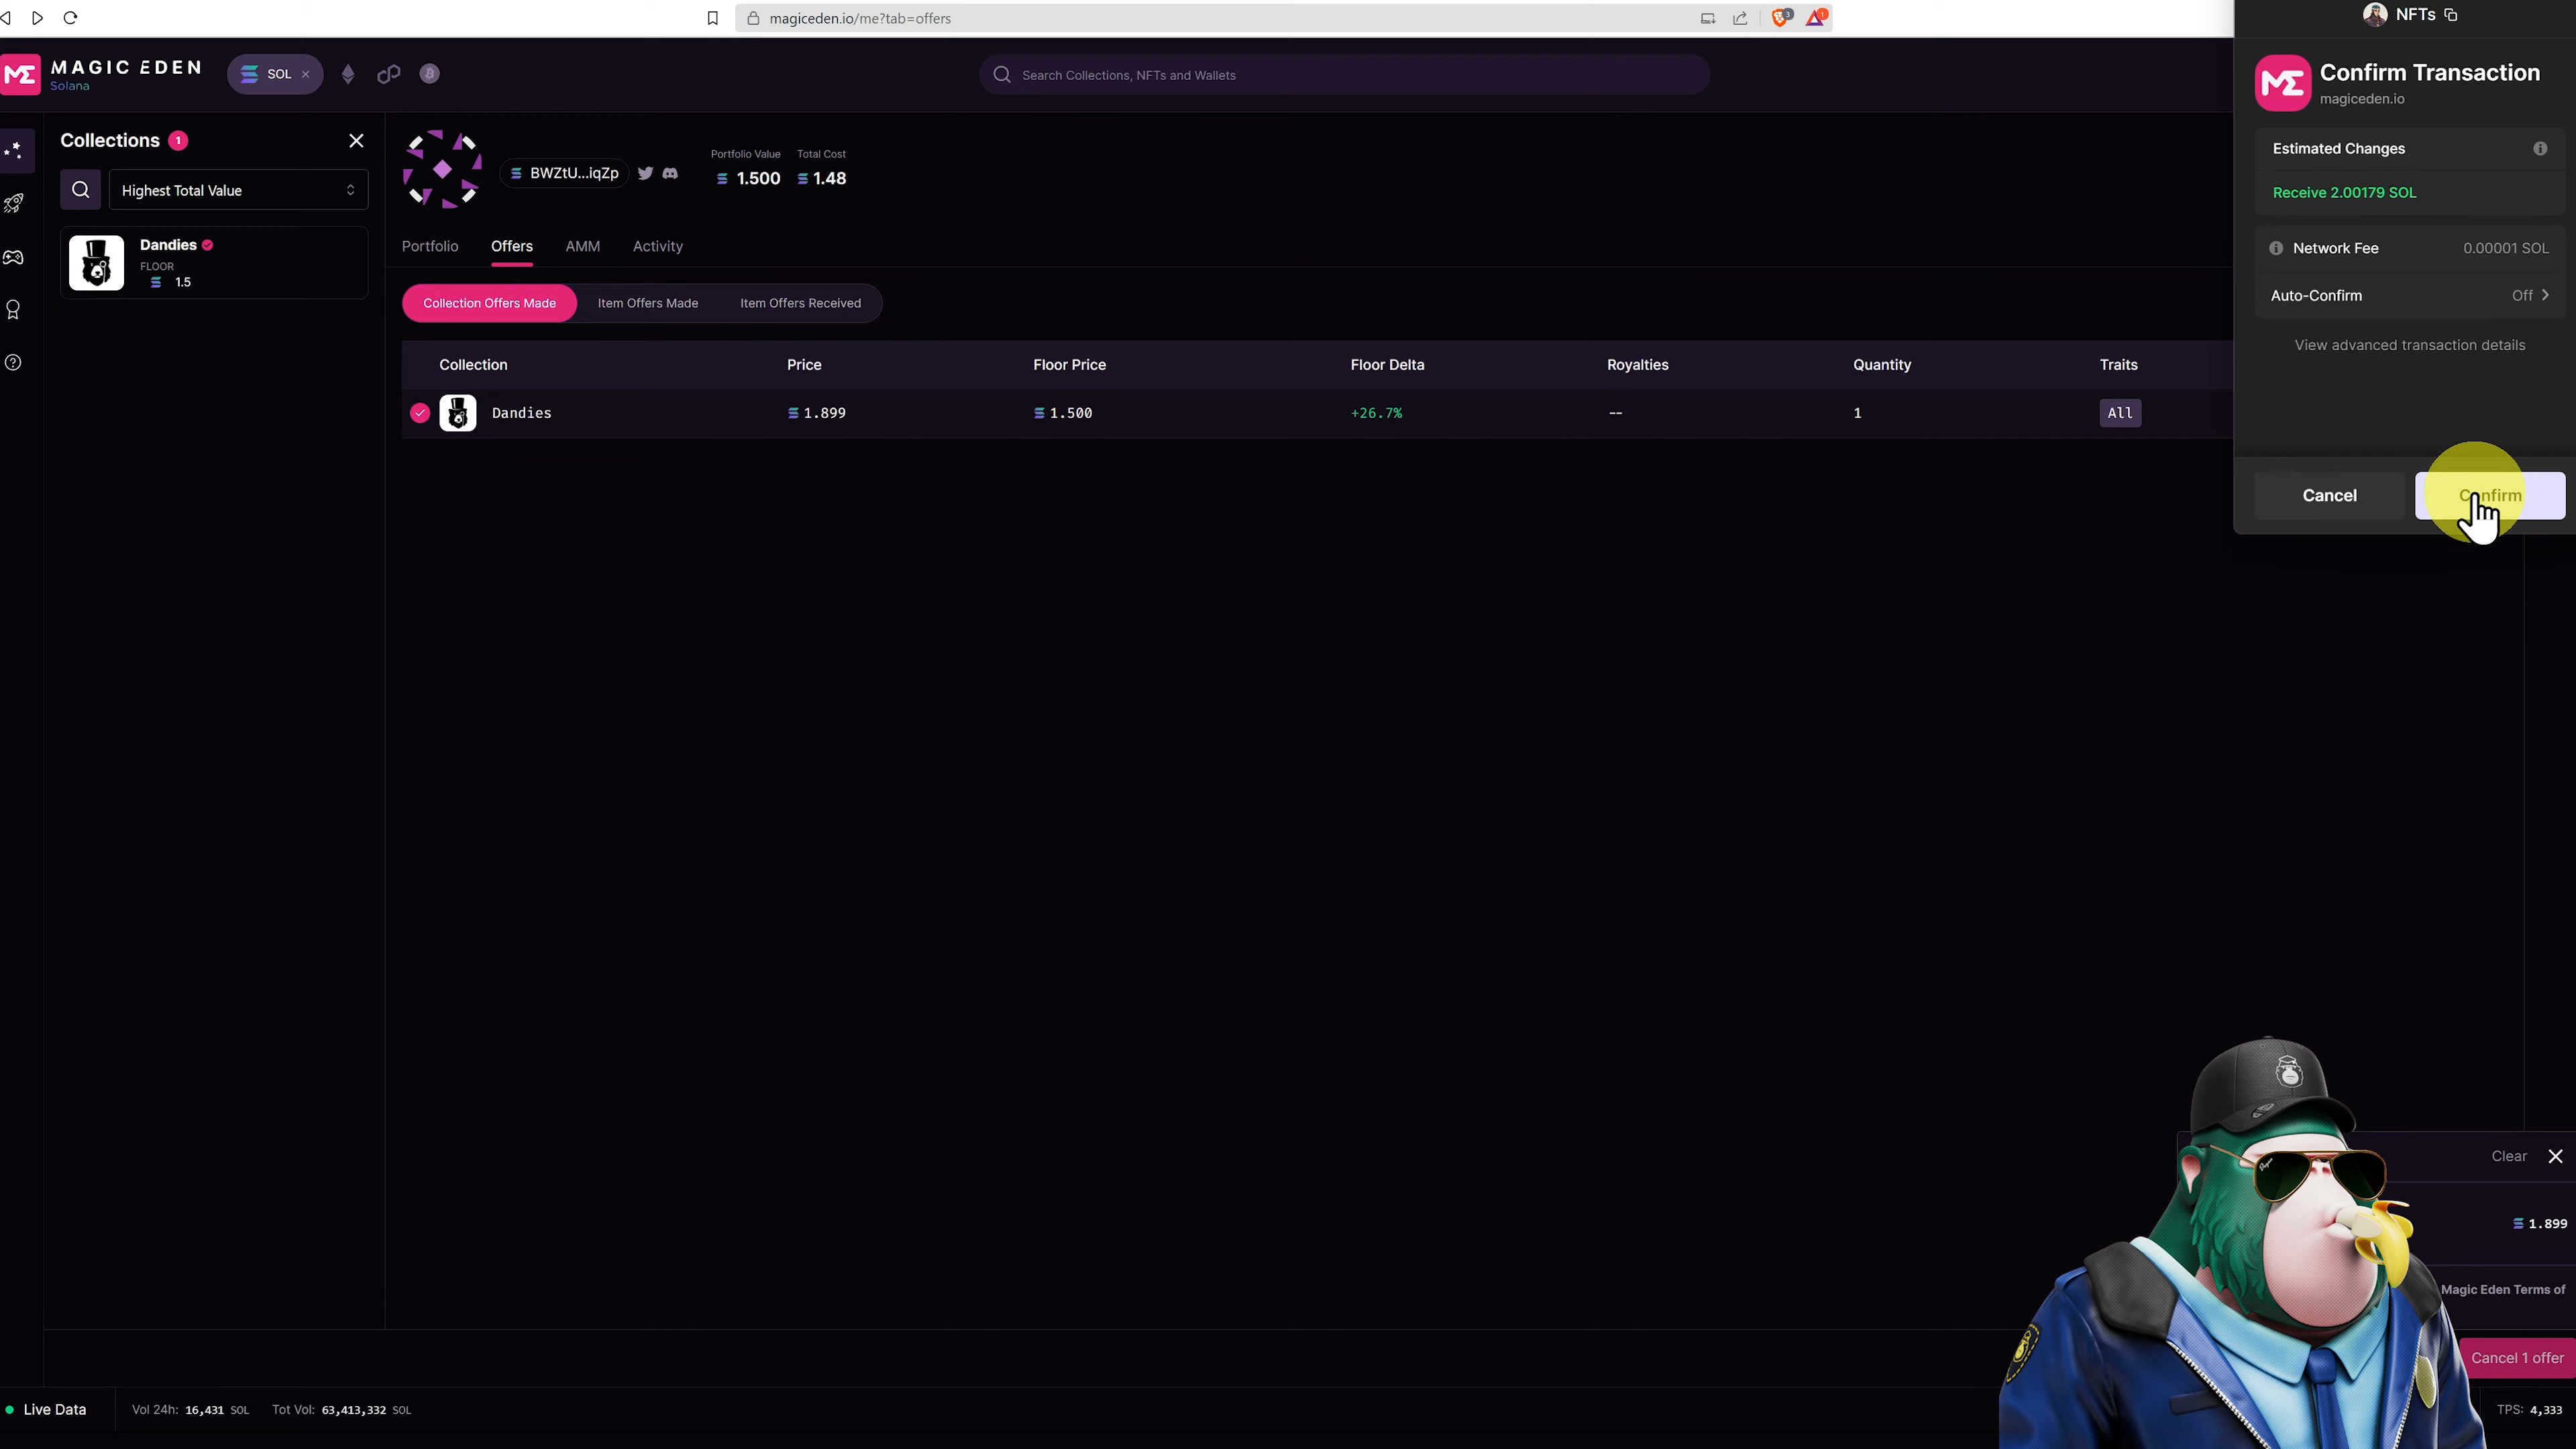 magiceden.io/me?tab=offers
3
1
NFTs
MAGIC EDEN
Solana
SOL
Search Collections, NFTs and Wallets
Confirm Transaction
magiceden.io
Collections 1
Highest Total Value
Dandies
FLOOR
1.5
BWZtU...iqZp
Portfolio Value
Total Cost
1.500
1.48
Estimated Changes
Receive 2.00179 SOL
Network Fee 0.00001 SOL
Auto-Confirm Off
View advanced transaction details
Cancel
Confirm
Portfolio Offers AMM Activity
Collection Offers Made Item Offers Made Item Offers Received
Collection Price Floor Price Floor Delta Royalties Quantity Traits
Dandies 1.899 1.500 +26.7% -- 1 All
Clear
1.899
Magic Eden Terms of
Cancel 1 offer
Live Data Vol 24h: 16,431 SOL Tot Vol: 63,413,332 SOL
TPS: 4,333